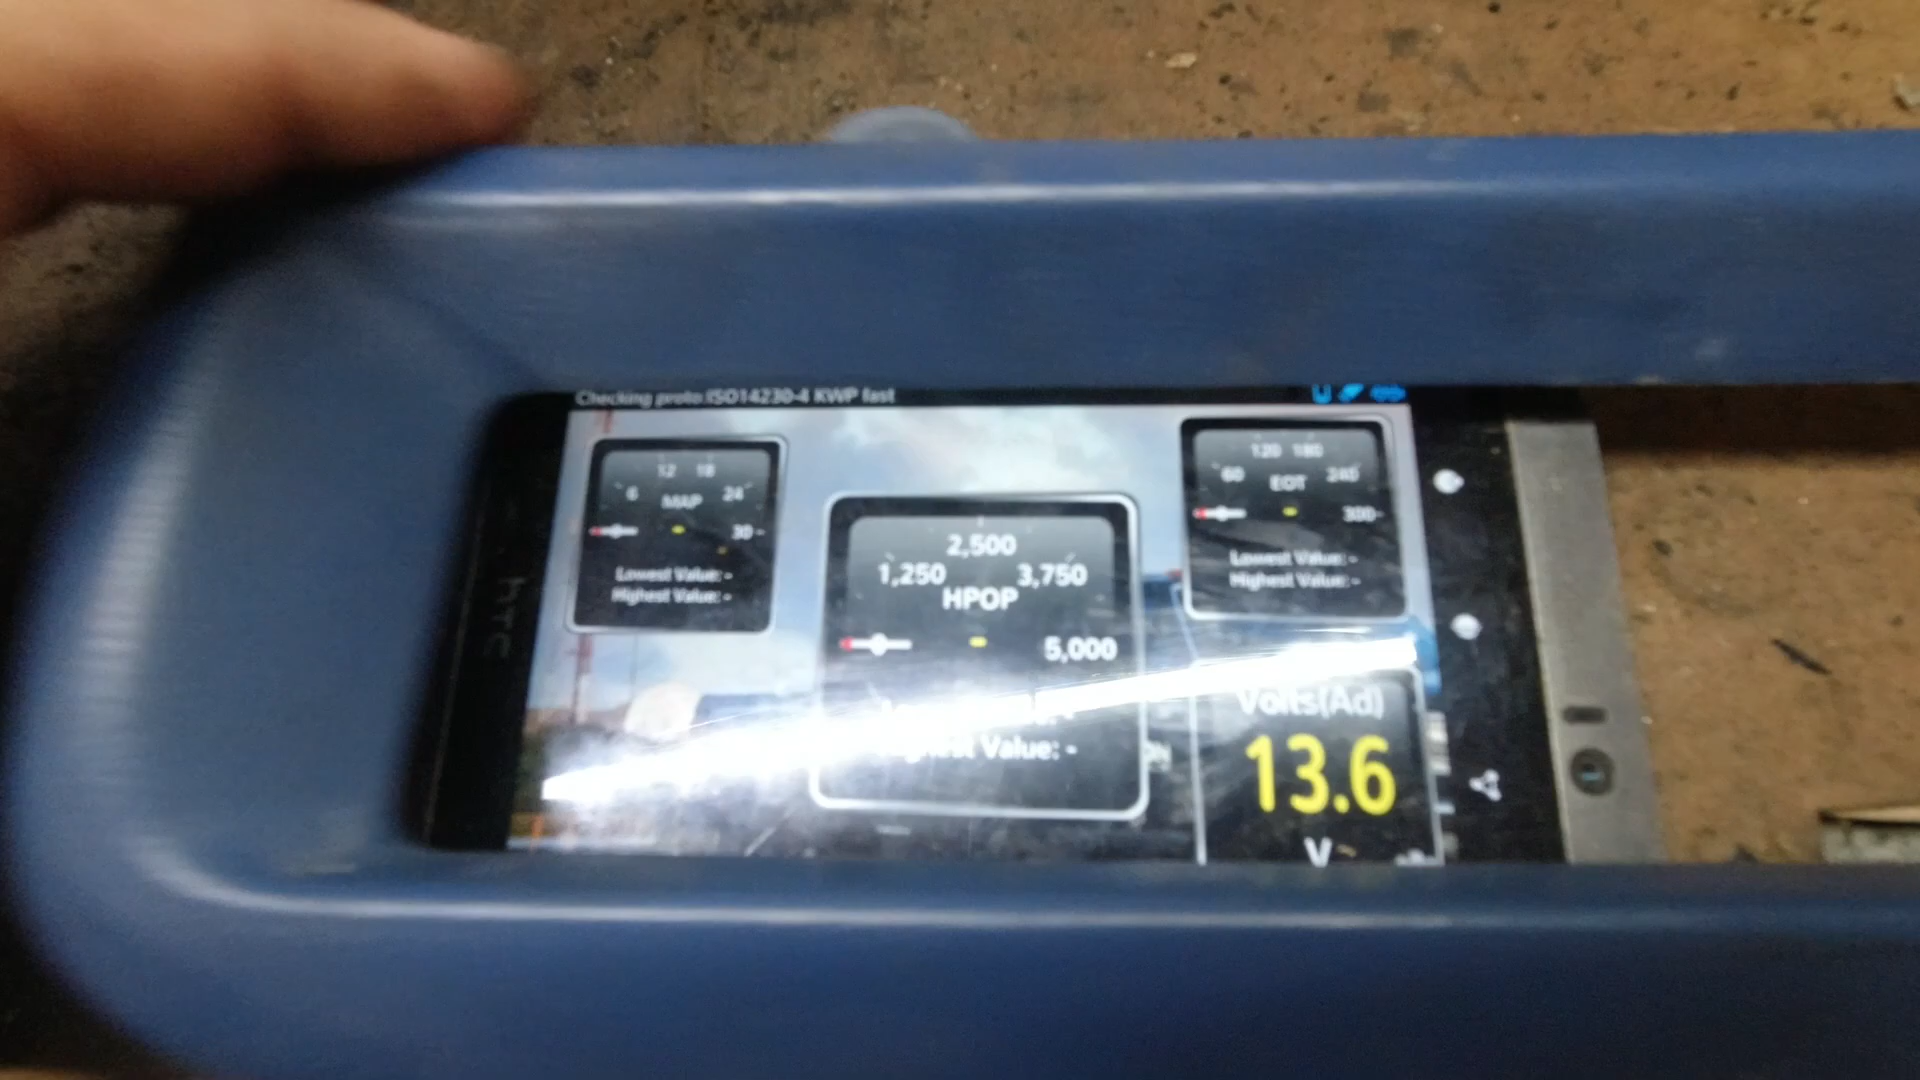 Checking proto:ISO14230-4 KWP fast
12 18
6 24
MAP
30
Lowest Value: -
Highest Value: -
2,500
1,250 3,750
HPOP
5,000
Highest Value: -
120 180
60 240
EOT
300
Lowest Value: -
Highest Value: -
Volts(Ad)
13.6
V
hTC